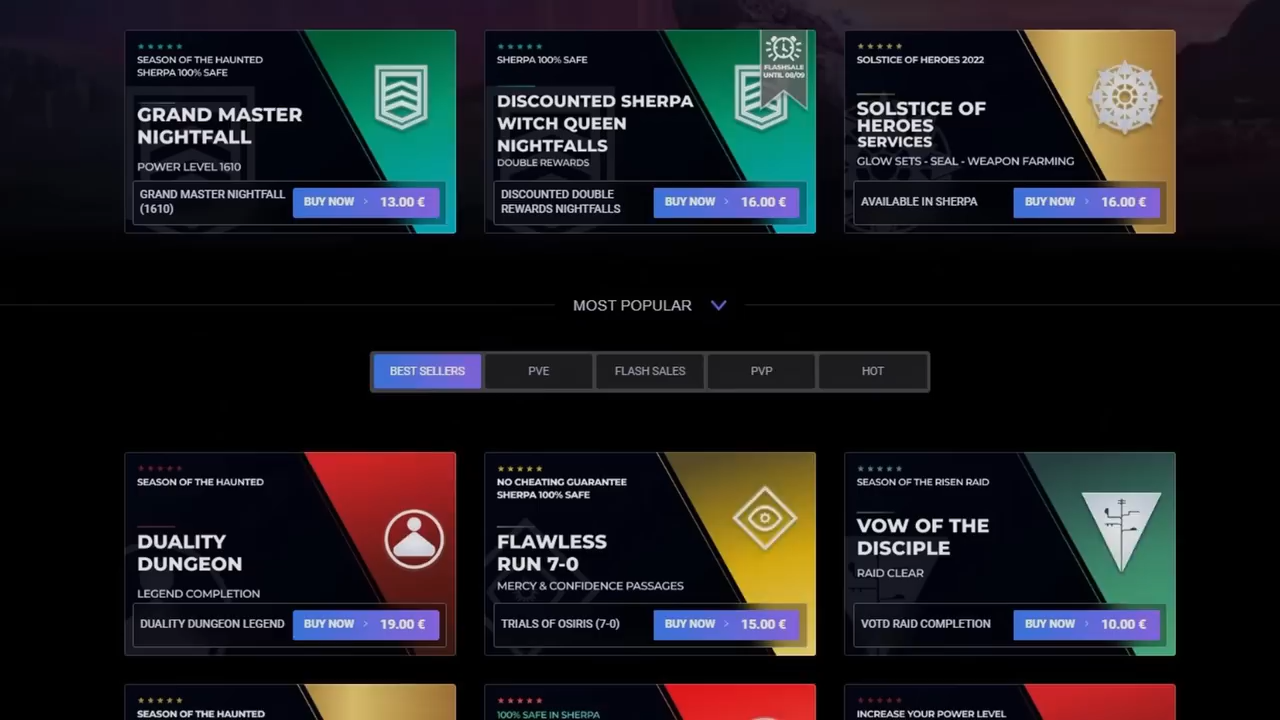 SEASON OF THE HAUNTED
SHERPA 100% SAFE
GRAND MASTER
NIGHTFALL
POWER LEVEL 1610
GRAND MASTER NIGHTFALL
(1610)
BUY NOW > 13.00 €
SHERPA 100% SAFE
FLASHSALE
UNTIL 08/09
DISCOUNTED SHERPA
WITCH QUEEN
NIGHTFALLS
DOUBLE REWARDS
DISCOUNTED DOUBLE
REWARDS NIGHTFALLS
BUY NOW > 16.00 €
SOLSTICE OF HEROES 2022
SOLSTICE OF
HEROES
SERVICES
GLOW SETS - SEAL - WEAPON FARMING
AVAILABLE IN SHERPA
BUY NOW > 16.00 €
MOST POPULAR
BEST SELLERS
PVE
FLASH SALES
PVP
HOT
SEASON OF THE HAUNTED
DUALITY
DUNGEON
LEGEND COMPLETION
DUALITY DUNGEON LEGEND
BUY NOW > 19.00 €
NO CHEATING GUARANTEE
SHERPA 100% SAFE
FLAWLESS
RUN 7-0
MERCY & CONFIDENCE PASSAGES
TRIALS OF OSIRIS (7-0)
BUY NOW > 15.00 €
SEASON OF THE RISEN RAID
VOW OF THE
DISCIPLE
RAID CLEAR
VOTD RAID COMPLETION
BUY NOW > 10.00 €
SEASON OF THE HAUNTED
100% SAFE IN SHERPA
INCREASE YOUR POWER LEVEL